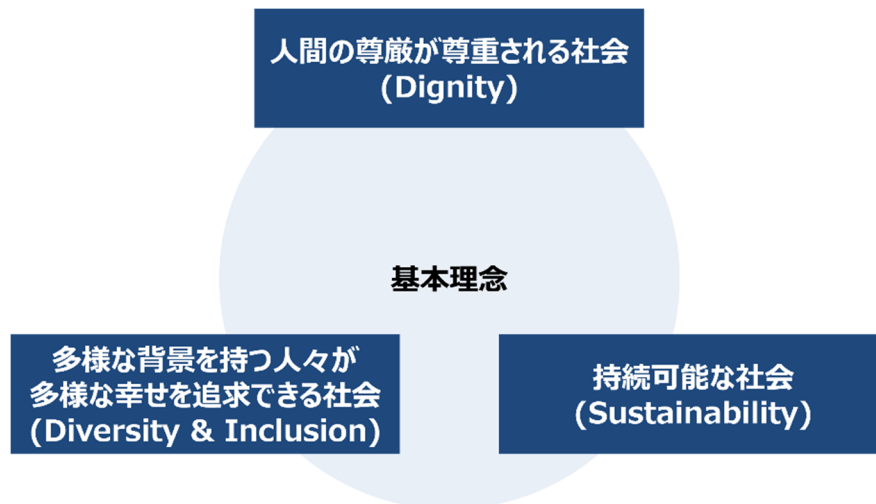 人間の尊厳が尊重される社会
(Dignity)
基本理念
多様な背景を持つ人々が
多様な幸せを追求できる社会
(Diversity & Inclusion)
持続可能な社会
(Sustainability)